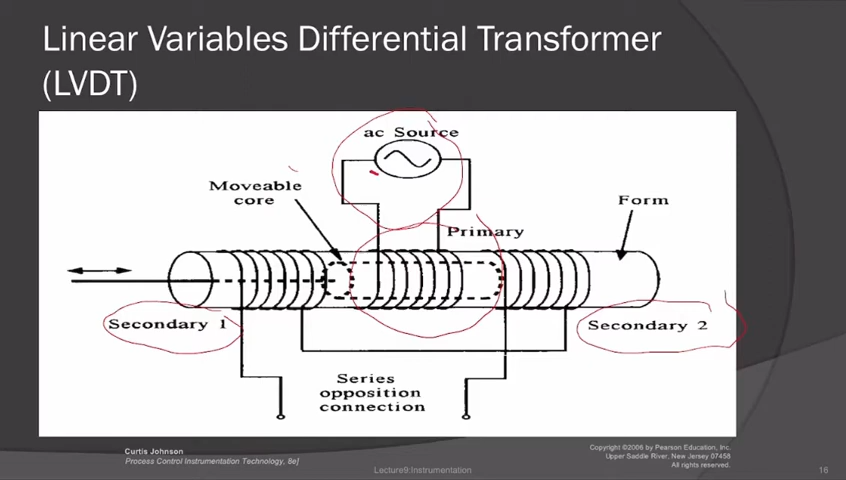 Linear Variables Differential Transformer
(LVDT)
ac Source
Moveable
core
Form
Primary
Secondary 1
Secondary 2
Series
opposition
connection
Curtis Johnson
Process Control Instrumentation Technology, 8e]
Copyright ©2006 by Pearson Education, Inc.
Upper Saddle River, New Jersey 07458
All rights reserved.
Lecture9:Instrumentation
16